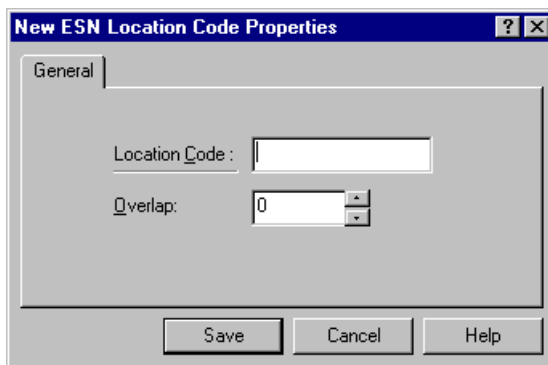 New ESN Location Code Properties ? X
General
Location Code :
Overlap: 0
Save Cancel Help